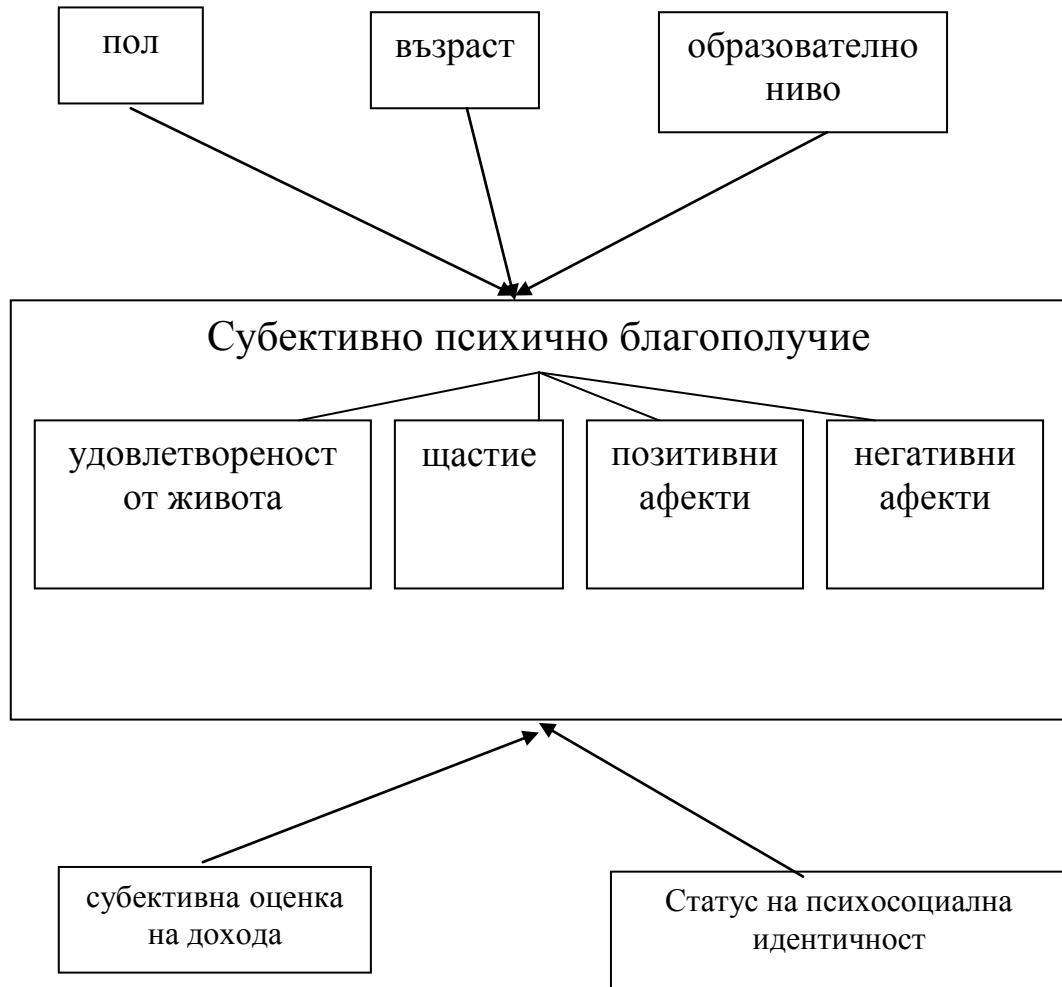 пол
възраст
образователно
ниво
Субективно психично благополучие
удовлетвореност
от живота
щастие
позитивни
афекти
негативни
афекти
субективна оценка
на дохода
Статус на психосоциална
идентичност